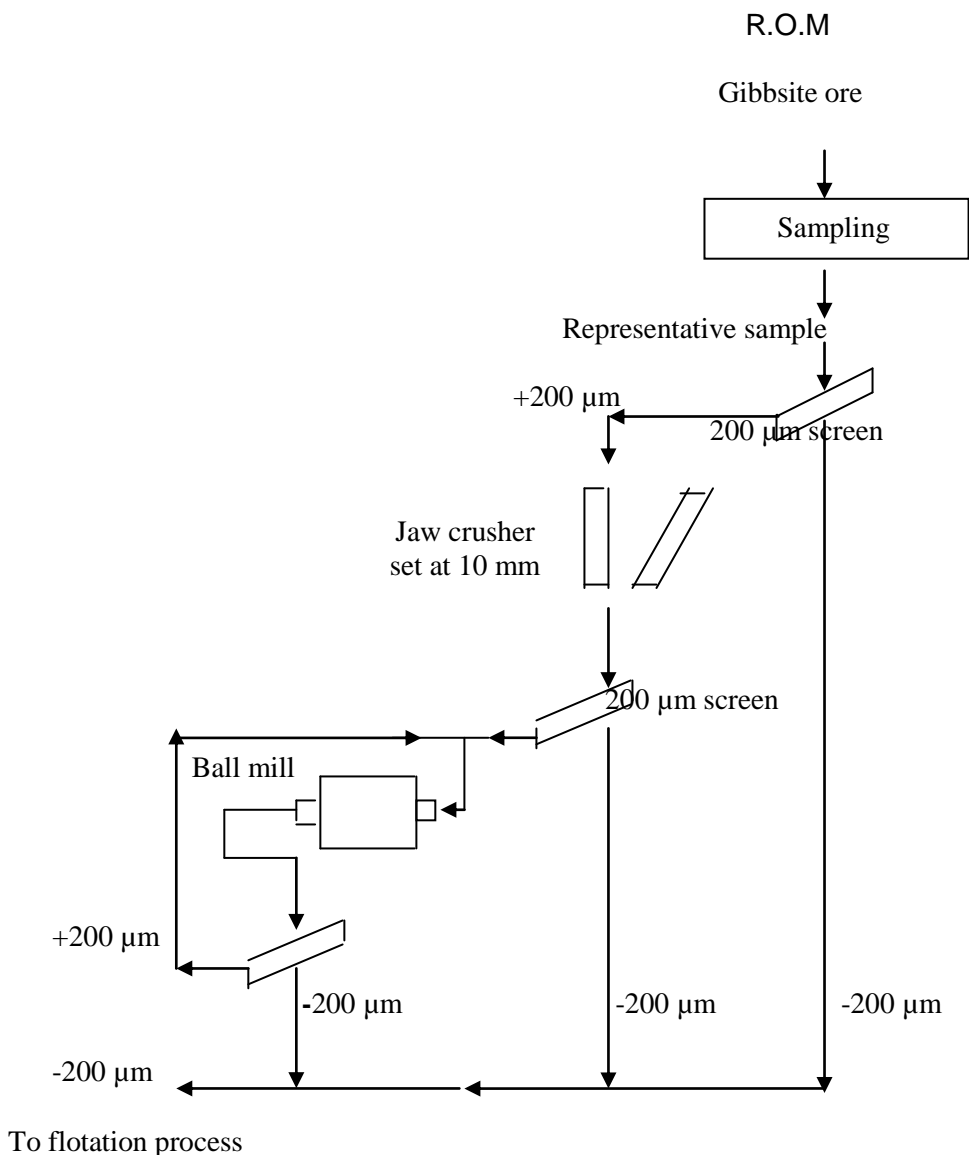 R.O.M
Gibbsite ore
Sampling
Representative sample
+200 µm
200 µm screen
Jaw crusher
set at 10 mm
200 µm screen
Ball mill
+200 µm
-200 µm
-200 µm
-200 µm
-200 µm
To flotation process